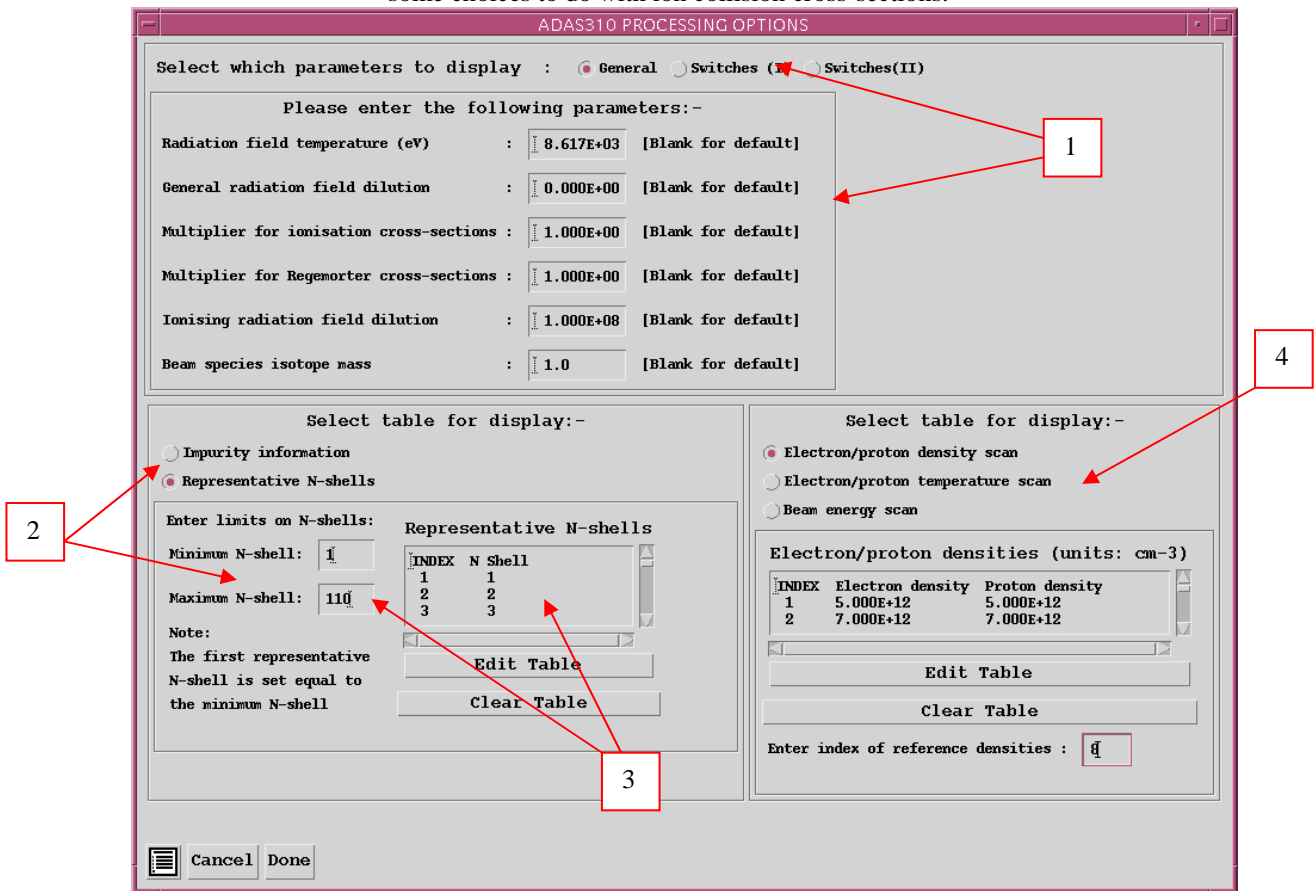 some choices to do with ion collision cross-sections.
ADAS310 PROCESSING OPTIONS
Select which parameters to display : General Switches (I) Switches(II)
Please enter the following parameters:-
Radiation field temperature (eV) : 8.617E+03 [Blank for default]
General radiation field dilution : 0.000E+00 [Blank for default]
Multiplier for ionisation cross-sections : 1.000E+00 [Blank for default]
Multiplier for Regemorter cross-sections : 1.000E+00 [Blank for default]
Ionising radiation field dilution : 1.000E+08 [Blank for default]
Beam species isotope mass : 1.0 [Blank for default]
1
4
Select table for display:-
Impurity information
Representative N-shells
2
Enter limits on N-shells:
Minimum N-shell: 1
Maximum N-shell: 110
Note:
The first representative
N-shell is set equal to
the minimum N-shell
Representative N-shells
INDEX N Shell
1 1
2 2
3 3
Edit Table
Clear Table
3
Select table for display:-
Electron/proton density scan
Electron/proton temperature scan
Beam energy scan
Electron/proton densities (units: cm-3)
INDEX Electron density Proton density
1 5.000E+12 5.000E+12
2 7.000E+12 7.000E+12
Edit Table
Clear Table
Enter index of reference densities : 8
Cancel Done